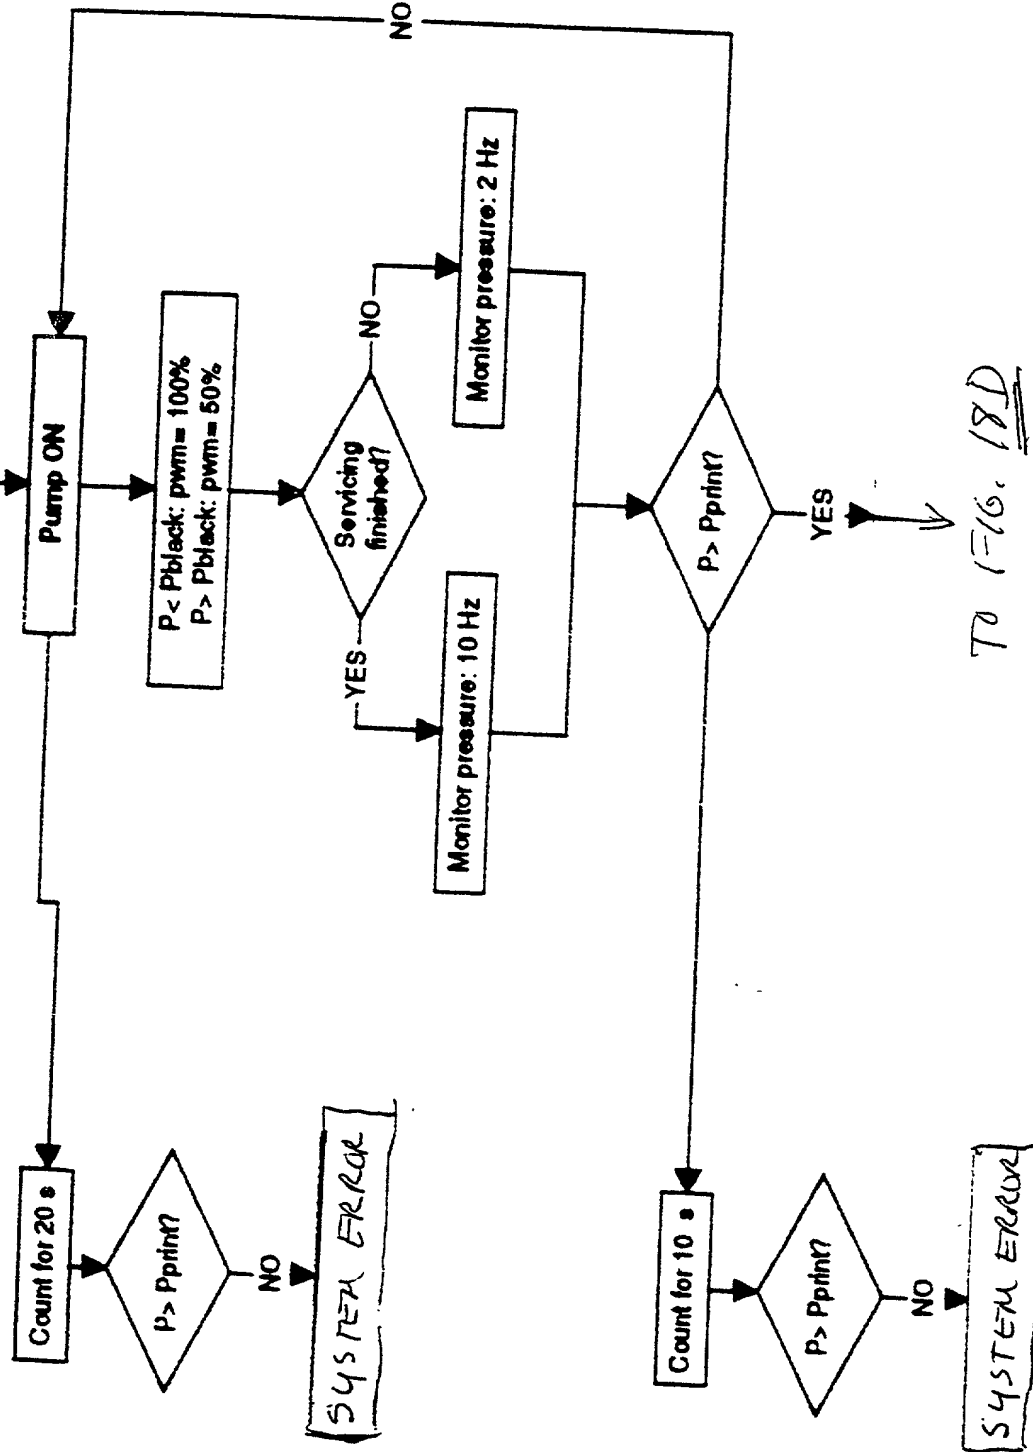 Pump ON
Count for 20 s
P< Pblack: pwm= 100%
P> Pblack: pwm= 50%
P> Pprint?
NO
SYSTEM ERROR
Servicing
finished?
YES
NO
Monitor pressure: 10 Hz
Monitor pressure: 2 Hz
NO
P> Pprint?
YES
TO FIG. 18D
Count for 10 s
P> Pprint?
NO
SYSTEM ERROR